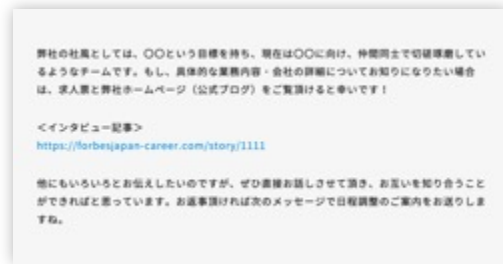 弊社の社風としては、〇〇という目標を持ち、現在は〇〇に向け、仲間同士で切磋琢磨してい
るようなチームです。もし、具体的な業務内容・会社の詳細についてお知りになりたい場合
は、求人票と弊社ホームページ（公式ブログ）をご覧頂けると幸いです！
＜インタビュー記事＞
https://forbesjapan-career.com/story/1111
他にもいろいろとお伝えしたいのですが、ぜひ直接お話しさせて頂き、お互いを知り合うこと
ができればと思っています。お返事頂ければ次のメッセージで日程調整のご案内をお送りしま
すね。